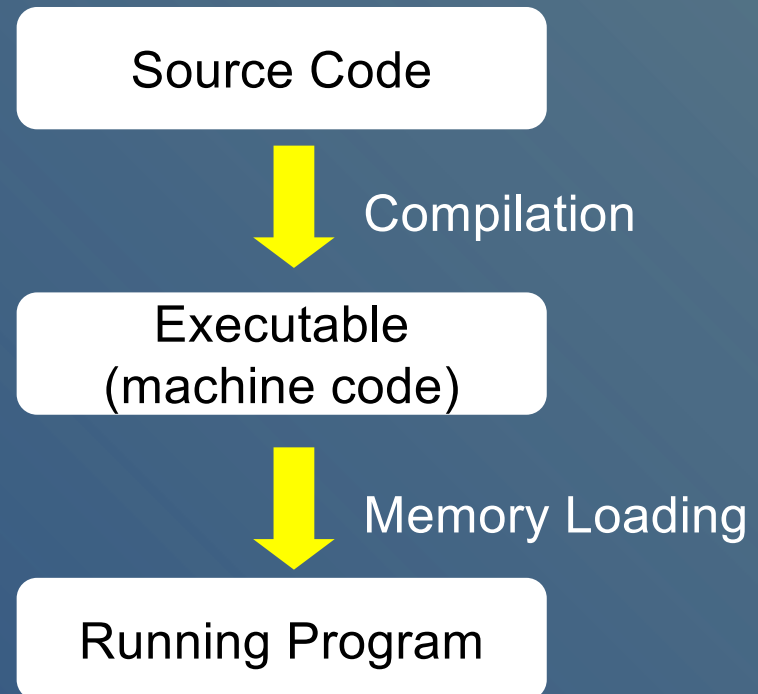 Source Code
Compilation
Executable
(machine code)
Memory Loading
Running Program